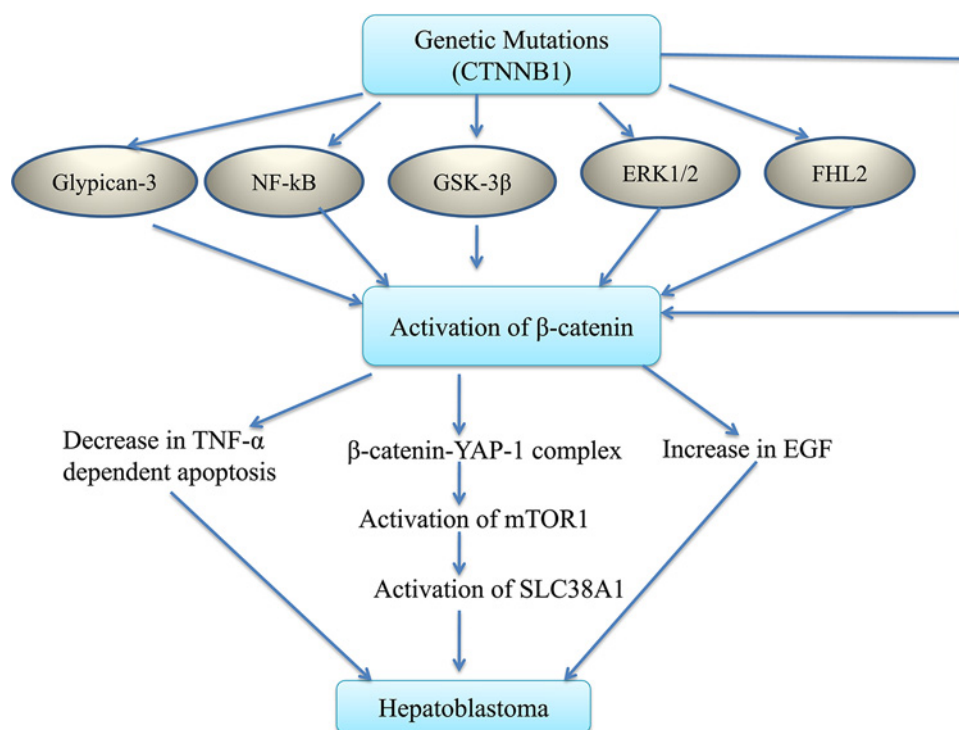 Genetic Mutations
(CTNNB1)
Glypican-3
NF-kB
GSK-3β
ERK1/2
FHL2
Activation of β-catenin
Decrease in TNF-α
dependent apoptosis
β-catenin-YAP-1 complex
Increase in EGF
Activation of mTOR1
Activation of SLC38A1
Hepatoblastoma